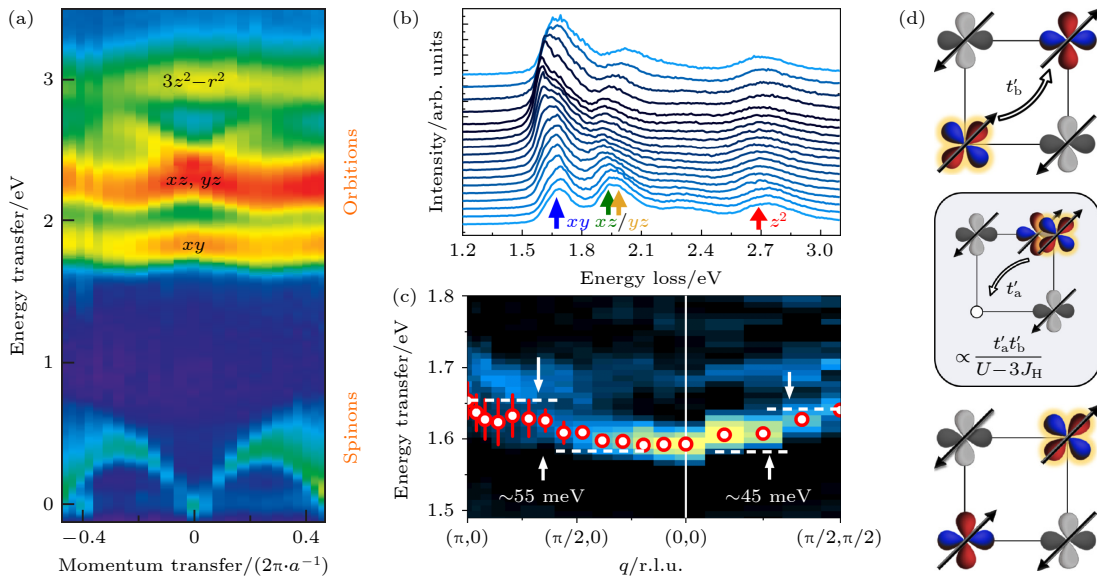 (a)
Energy transfer/eV
3
2
1
0
3z²−r²
xz, yz
xy
Orbitions
Spinons
−0.4
0
0.4
Momentum transfer/(2π·a⁻¹)
(b)
Intensity/arb. units
xy
xz/yz
z²
1.2
1.5
1.8
2.1
2.4
2.7
3.0
Energy loss/eV
(c)
Energy transfer/eV
1.8
1.7
1.6
1.5
~55 meV
~45 meV
(π,0)
(π/2,0)
(0,0)
(π/2,π/2)
q/r.l.u.
(d)
t′b
t′a
∝ t′a t′b / U−3JH